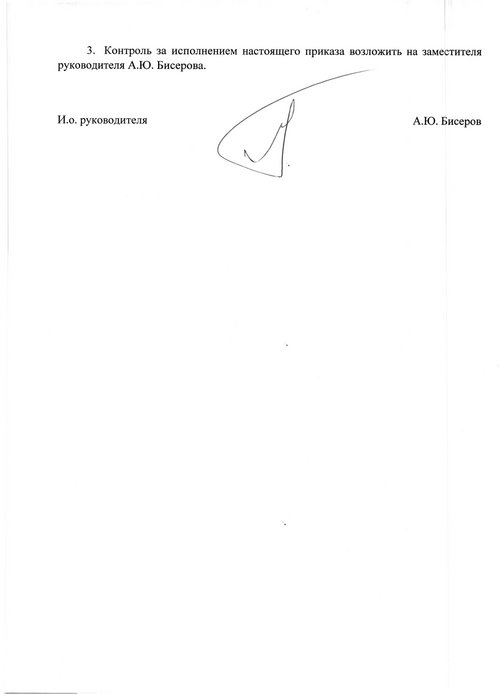 3. Контроль за исполнением настоящего приказа возложить на заместителя
руководителя А.Ю. Бисерова.
И.о. руководителя
А.Ю. Бисеров